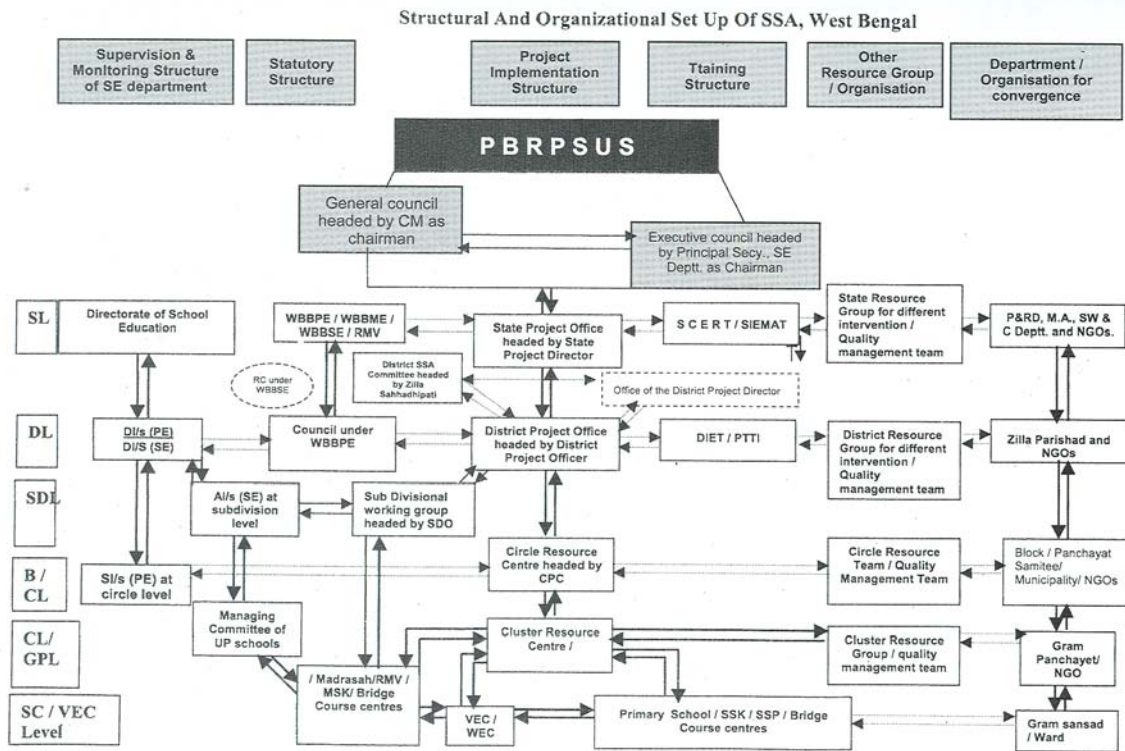 Structural And Organizational Set Up Of SSA, West Bengal
Supervision &
Monitoring Structure
of SE department
Statutory
Structure
Project
Implementation
Structure
Ttaining Structure
Other
Resource Group
/ Organisation
Department /
Organisation for
convergence
PBRPSUS
General council
headed by CM as
chairman
Executive council headed
by Principal Secy., SE
Deptt. as Chairman
SL
Directorate of School
Education
WBBPE / WBBME /
WBBSE / RMV
State Project Office
headed by State
Project Director
S C E R T / SIEMAT
State Resource
Group for different
intervention /
Quality
management team
P&RD, M.A., SW &
C Deptt. and NGOs.
RC under
WBBSE
District SSA
Committee headed
by Zilla
Sahhadhipati
Office of the District Project Director
DL
DI/s (PE)
DI/S (SE)
Council under
WBBPE
District Project Office
headed by District
Project Officer
DIET / PTTI
District Resource
Group for different
intervention /
Quality
management team
Zilla Parishad and
NGOs
SDL
AI/s (SE) at
subdivision
level
Sub Divisional
working group
headed by SDO
B /
CL
SI/s (PE) at
circle level
Circle Resource
Centre headed by
CPC
Circle Resource
Team / Quality
Management Team
Block / Panchayat
Samitee/
Municipality/ NGOs
CL/
GPL
Managing
Committee of
UP schools
Cluster Resource
Centre /
Cluster Resource
Group / quality
management team
Gram
Panchayet/
NGO
SC / VEC
Level
/ Madrasah/RMV /
MSK/ Bridge
Course centres
VEC /
WEC
Primary School / SSK / SSP / Bridge
Course centres
Gram sansad
/ Ward